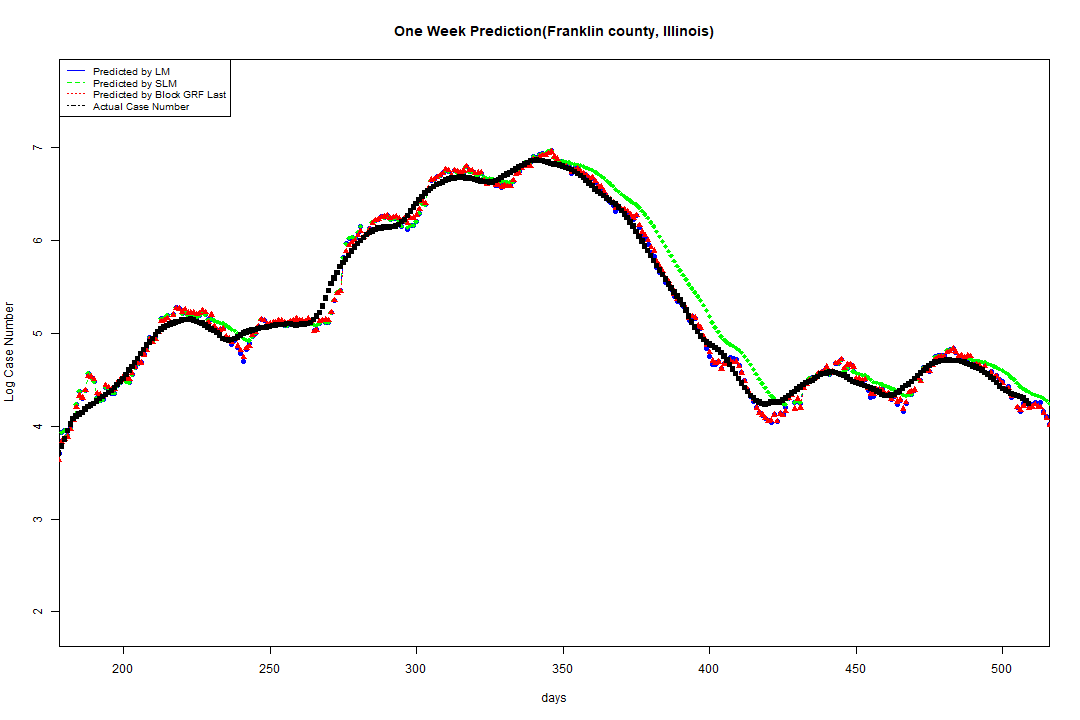 One Week Prediction(Franklin county, Illinois)
Predicted by LM
Predicted by SLM
Predicted by Block GRF Last
Actual Case Number
7
6
5
4
3
2
Log Case Number
200 250 300 350 400 450 500
days